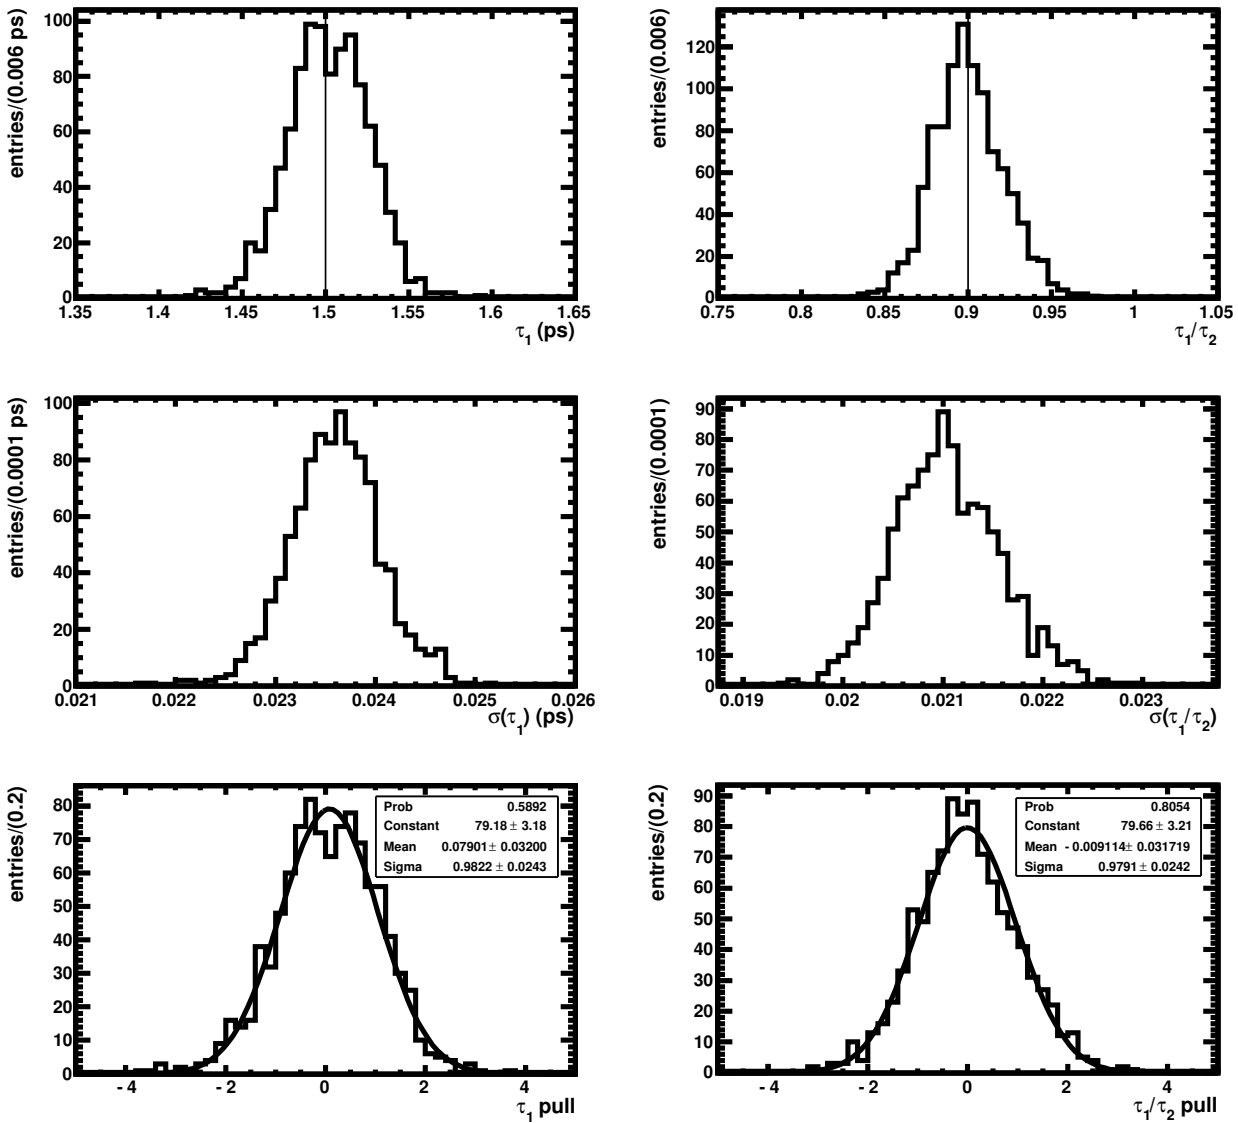 entries/(0.006 ps)
100
80
60
40
20
0
1.35 1.4 1.45 1.5 1.55 1.6 1.65
τ1 (ps)
entries/(0.006)
120
100
80
60
40
20
0
0.75 0.8 0.85 0.9 0.95 1 1.05
τ1/τ2
entries/(0.0001 ps)
100
80
60
40
20
0
0.021 0.022 0.023 0.024 0.025 0.026
σ(τ1) (ps)
entries/(0.0001)
90
80
70
60
50
40
30
20
10
0
0.019 0.02 0.021 0.022 0.023
σ(τ1/τ2)
entries/(0.2)
80
70
60
50
40
30
20
10
0
-4 -2 0 2 4
τ1 pull
Prob 0.5892
Constant 79.18 ± 3.18
Mean 0.07901 ± 0.03200
Sigma 0.9822 ± 0.0243
entries/(0.2)
90
80
70
60
50
40
30
20
10
0
-4 -2 0 2 4
τ1/τ2 pull
Prob 0.8054
Constant 79.66 ± 3.21
Mean -0.009114 ± 0.031719
Sigma 0.9791 ± 0.0242